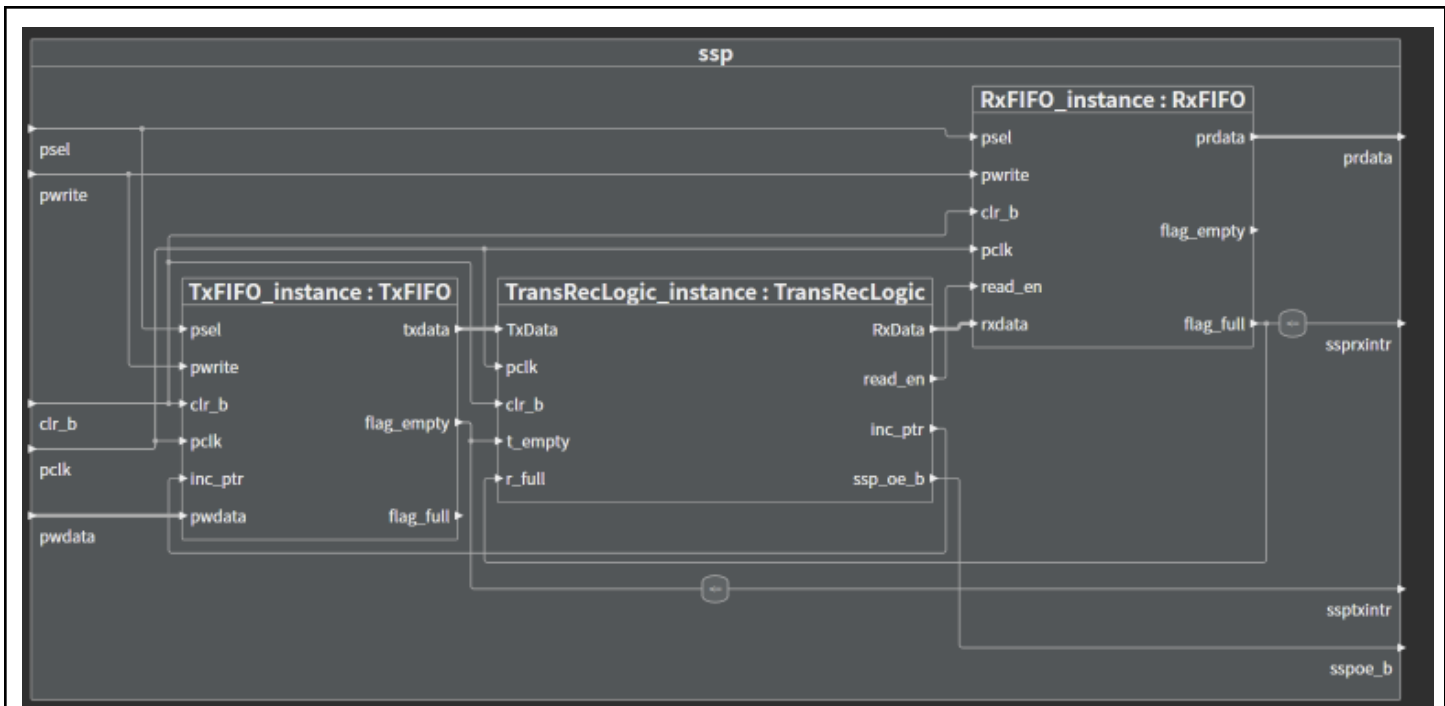 ssp
RxFIFO_instance : RxFIFO
psel
prdata
psel
prdata
pwrite
pwrite
clr_b
flag_empty
pclk
TxFIFO_instance : TxFIFO
TransRecLogic_instance : TransRecLogic
read_en
psel
txdata
TxData
RxData
rxdata
flag_full
ssprxintr
pwrite
pclk
read_en
clr_b
clr_b
clr_b
flag_empty
inc_ptr
pclk
t_empty
pclk
inc_ptr
r_full
ssp_oe_b
pwdata
flag_full
pwdata
ssptxintr
sspoe_b